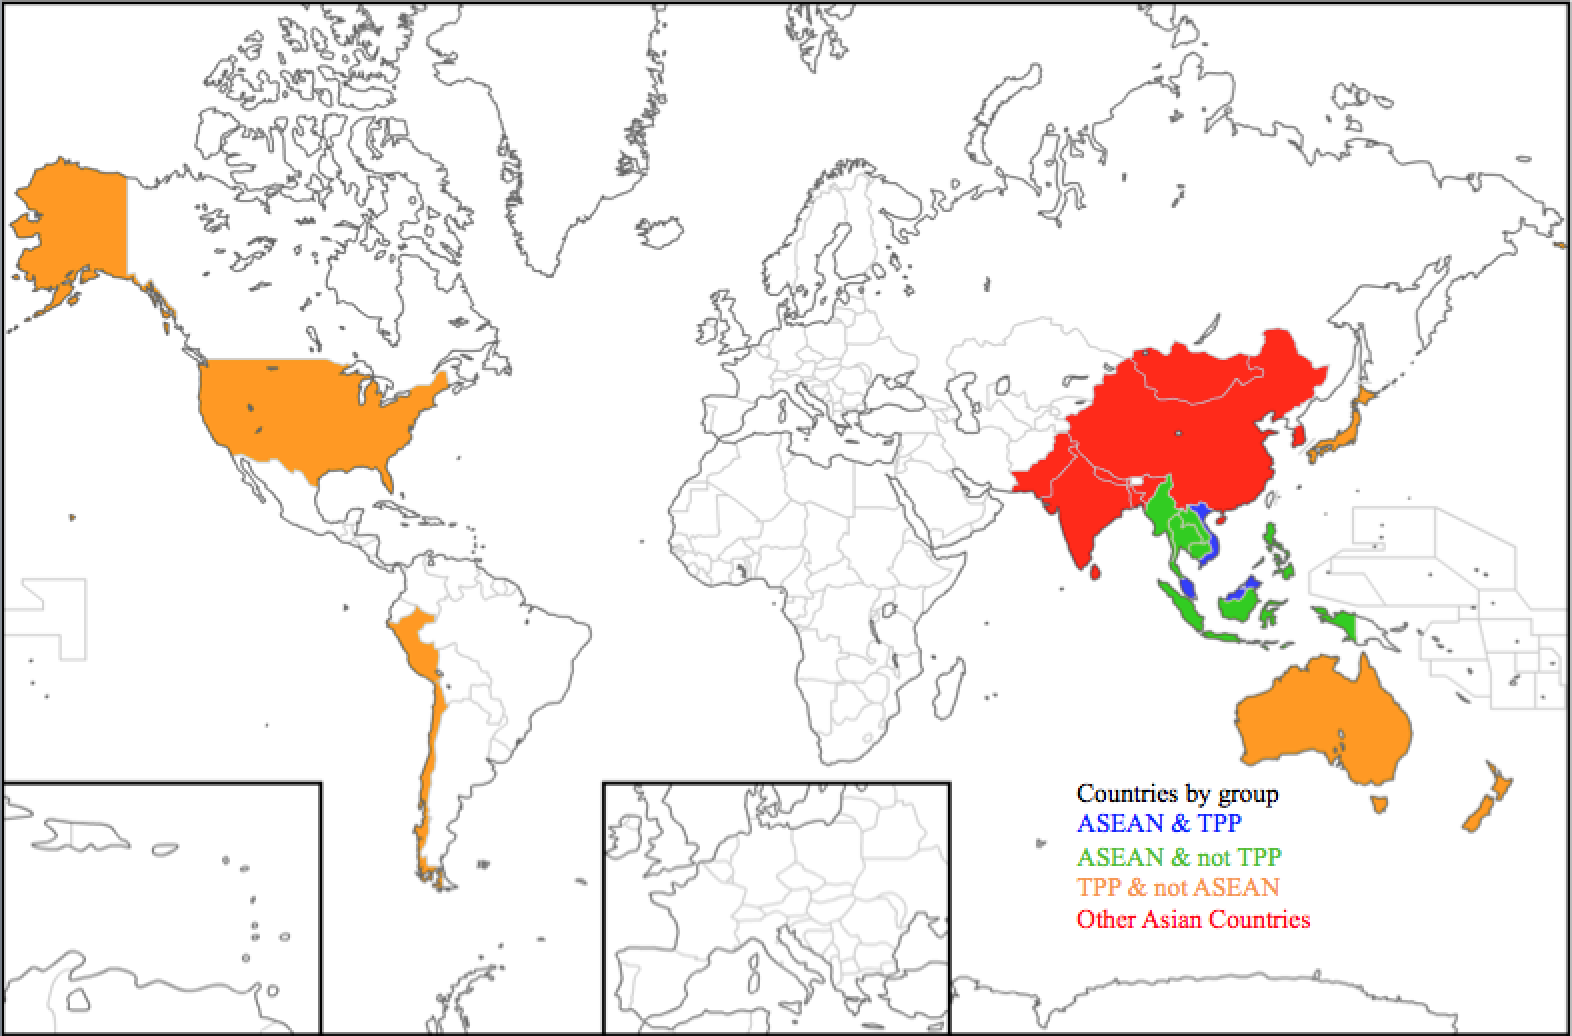 Countries by group
ASEAN & TPP
ASEAN & not TPP
TPP & not ASEAN
Other Asian Countries